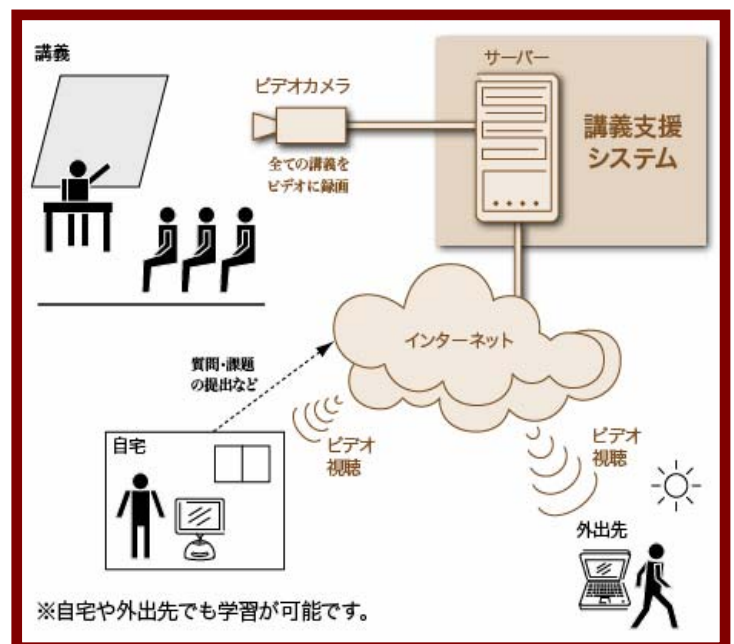 講義
ビデオカメラ
全ての講義を
ビデオに録画
サーバー
講義支援
システム
インターネット
質問・課題
の提出など
自宅
ビデオ
視聴
ビデオ
視聴
外出先
※自宅や外出先でも学習が可能です。